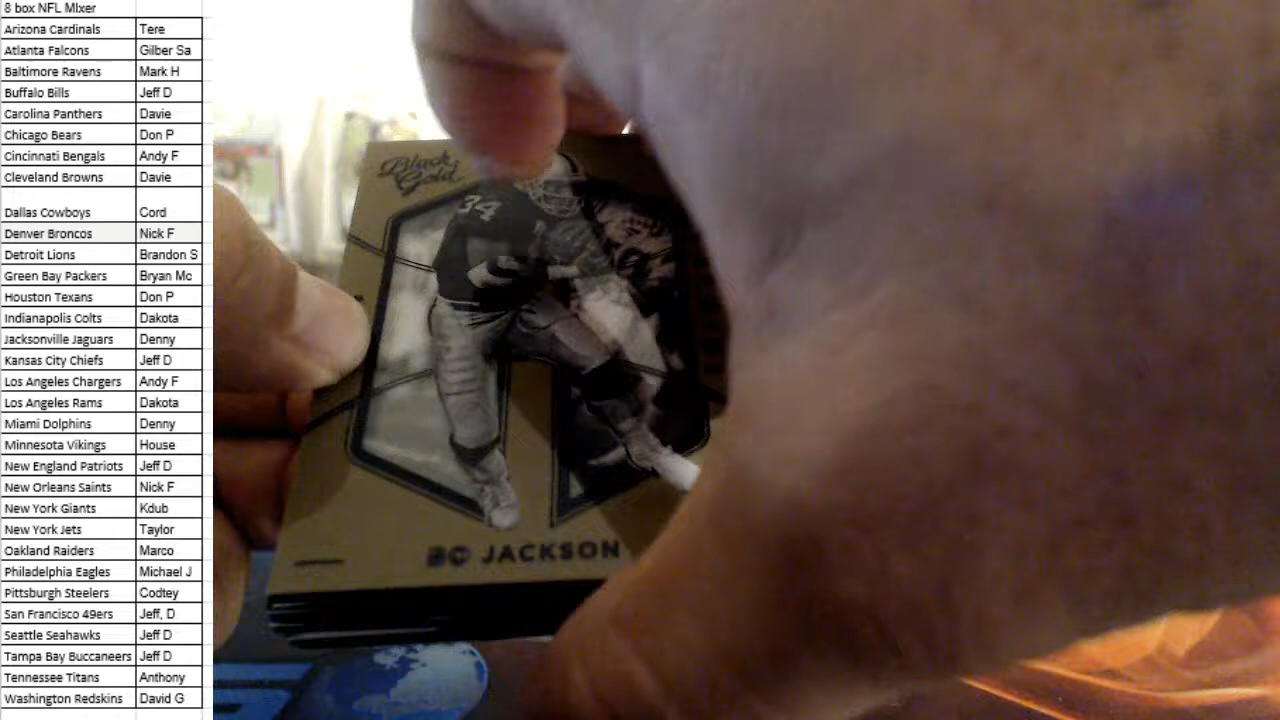 8 box NFL MIxer
Arizona Cardinals Tere
Atlanta Falcons Gilber Sa
Baltimore Ravens Mark H
Buffalo Bills Jeff D
Carolina Panthers Davie
Chicago Bears Don P
Cincinnati Bengals Andy F
Cleveland Browns Davie
Dallas Cowboys Cord
Denver Broncos Nick F
Detroit Lions Brandon S
Green Bay Packers Bryan Mc
Houston Texans Don P
Indianapolis Colts Dakota
Jacksonville Jaguars Denny
Kansas City Chiefs Jeff D
Los Angeles Chargers Andy F
Los Angeles Rams Dakota
Miami Dolphins Denny
Minnesota Vikings House
New England Patriots Jeff D
New Orleans Saints Nick F
New York Giants Kdub
New York Jets Taylor
Oakland Raiders Marco
Philadelphia Eagles Michael J
Pittsburgh Steelers Codtey
San Francisco 49ers Jeff, D
Seattle Seahawks Jeff D
Tampa Bay Buccaneers Jeff D
Tennessee Titans Anthony
Washington Redskins David G
Black
Gold
34
BO JACKSON